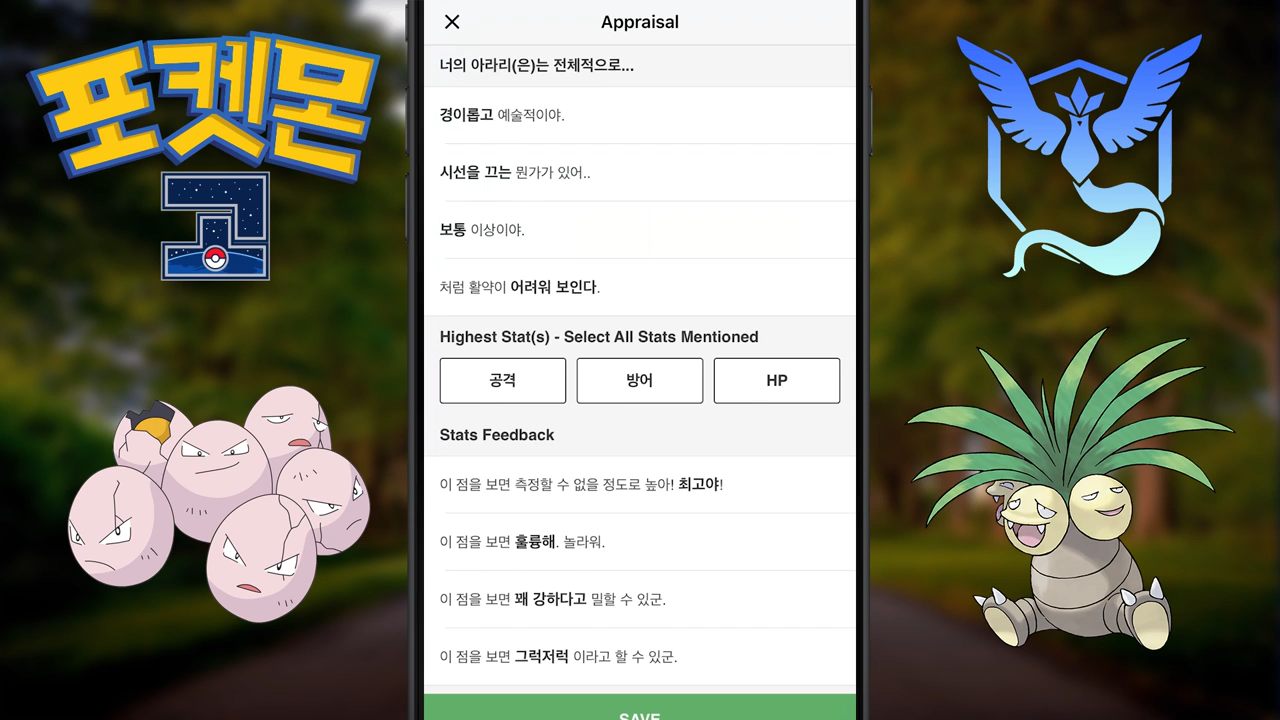 포켓몬
고
Appraisal
너의 아라리(은)는 전체적으로...
경이롭고 예술적이야.
시선을 끄는 뭔가가 있어..
보통 이상이야.
처럼 활약이 어려워 보인다.
Highest Stat(s) - Select All Stats Mentioned
공격
방어
HP
Stats Feedback
이 점을 보면 측정할 수 없을 정도로 높아! 최고야!
이 점을 보면 훌륭해. 놀라워.
이 점을 보면 꽤 강하다고 밀할 수 있군.
이 점을 보면 그럭저럭 이라고 할 수 있군.
SAVE